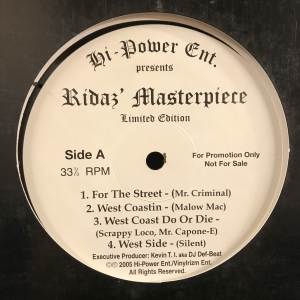 Hi-Power Ent.
presents
Ridaz' Masterpiece
Limited Edition
Side A
33⅓ RPM
For Promotion Only
Not For Sale
1. For The Street - (Mr. Criminal)
2. West Coastin - (Malow Mac)
3. West Coast Do Or Die -
(Scrappy Loco, Mr. Capone-E)
4. West Side - (Silent)
Exacutive Producer: Kevin T. I. aka DJ Def-Beat
©℗ 2005 Hi-Power Ent./Vinylrizm Ent.
All Rights Reserved.